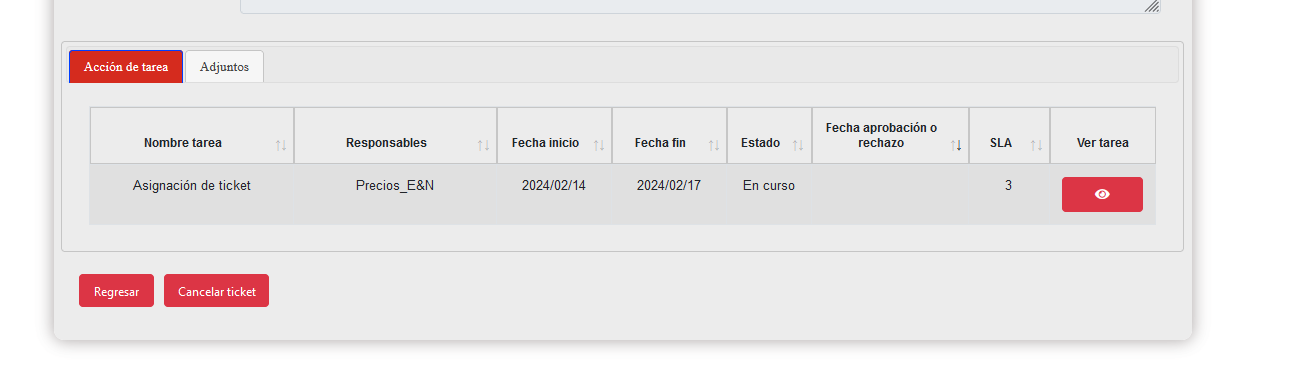 Acción de tarea
Adjuntos
Nombre tarea
Responsables
Fecha inicio
Fecha fin
Estado
Fecha aprobación o
rechazo
SLA
Ver tarea
Asignación de ticket
Precios_E&N
2024/02/14
2024/02/17
En curso
3
Regresar
Cancelar ticket